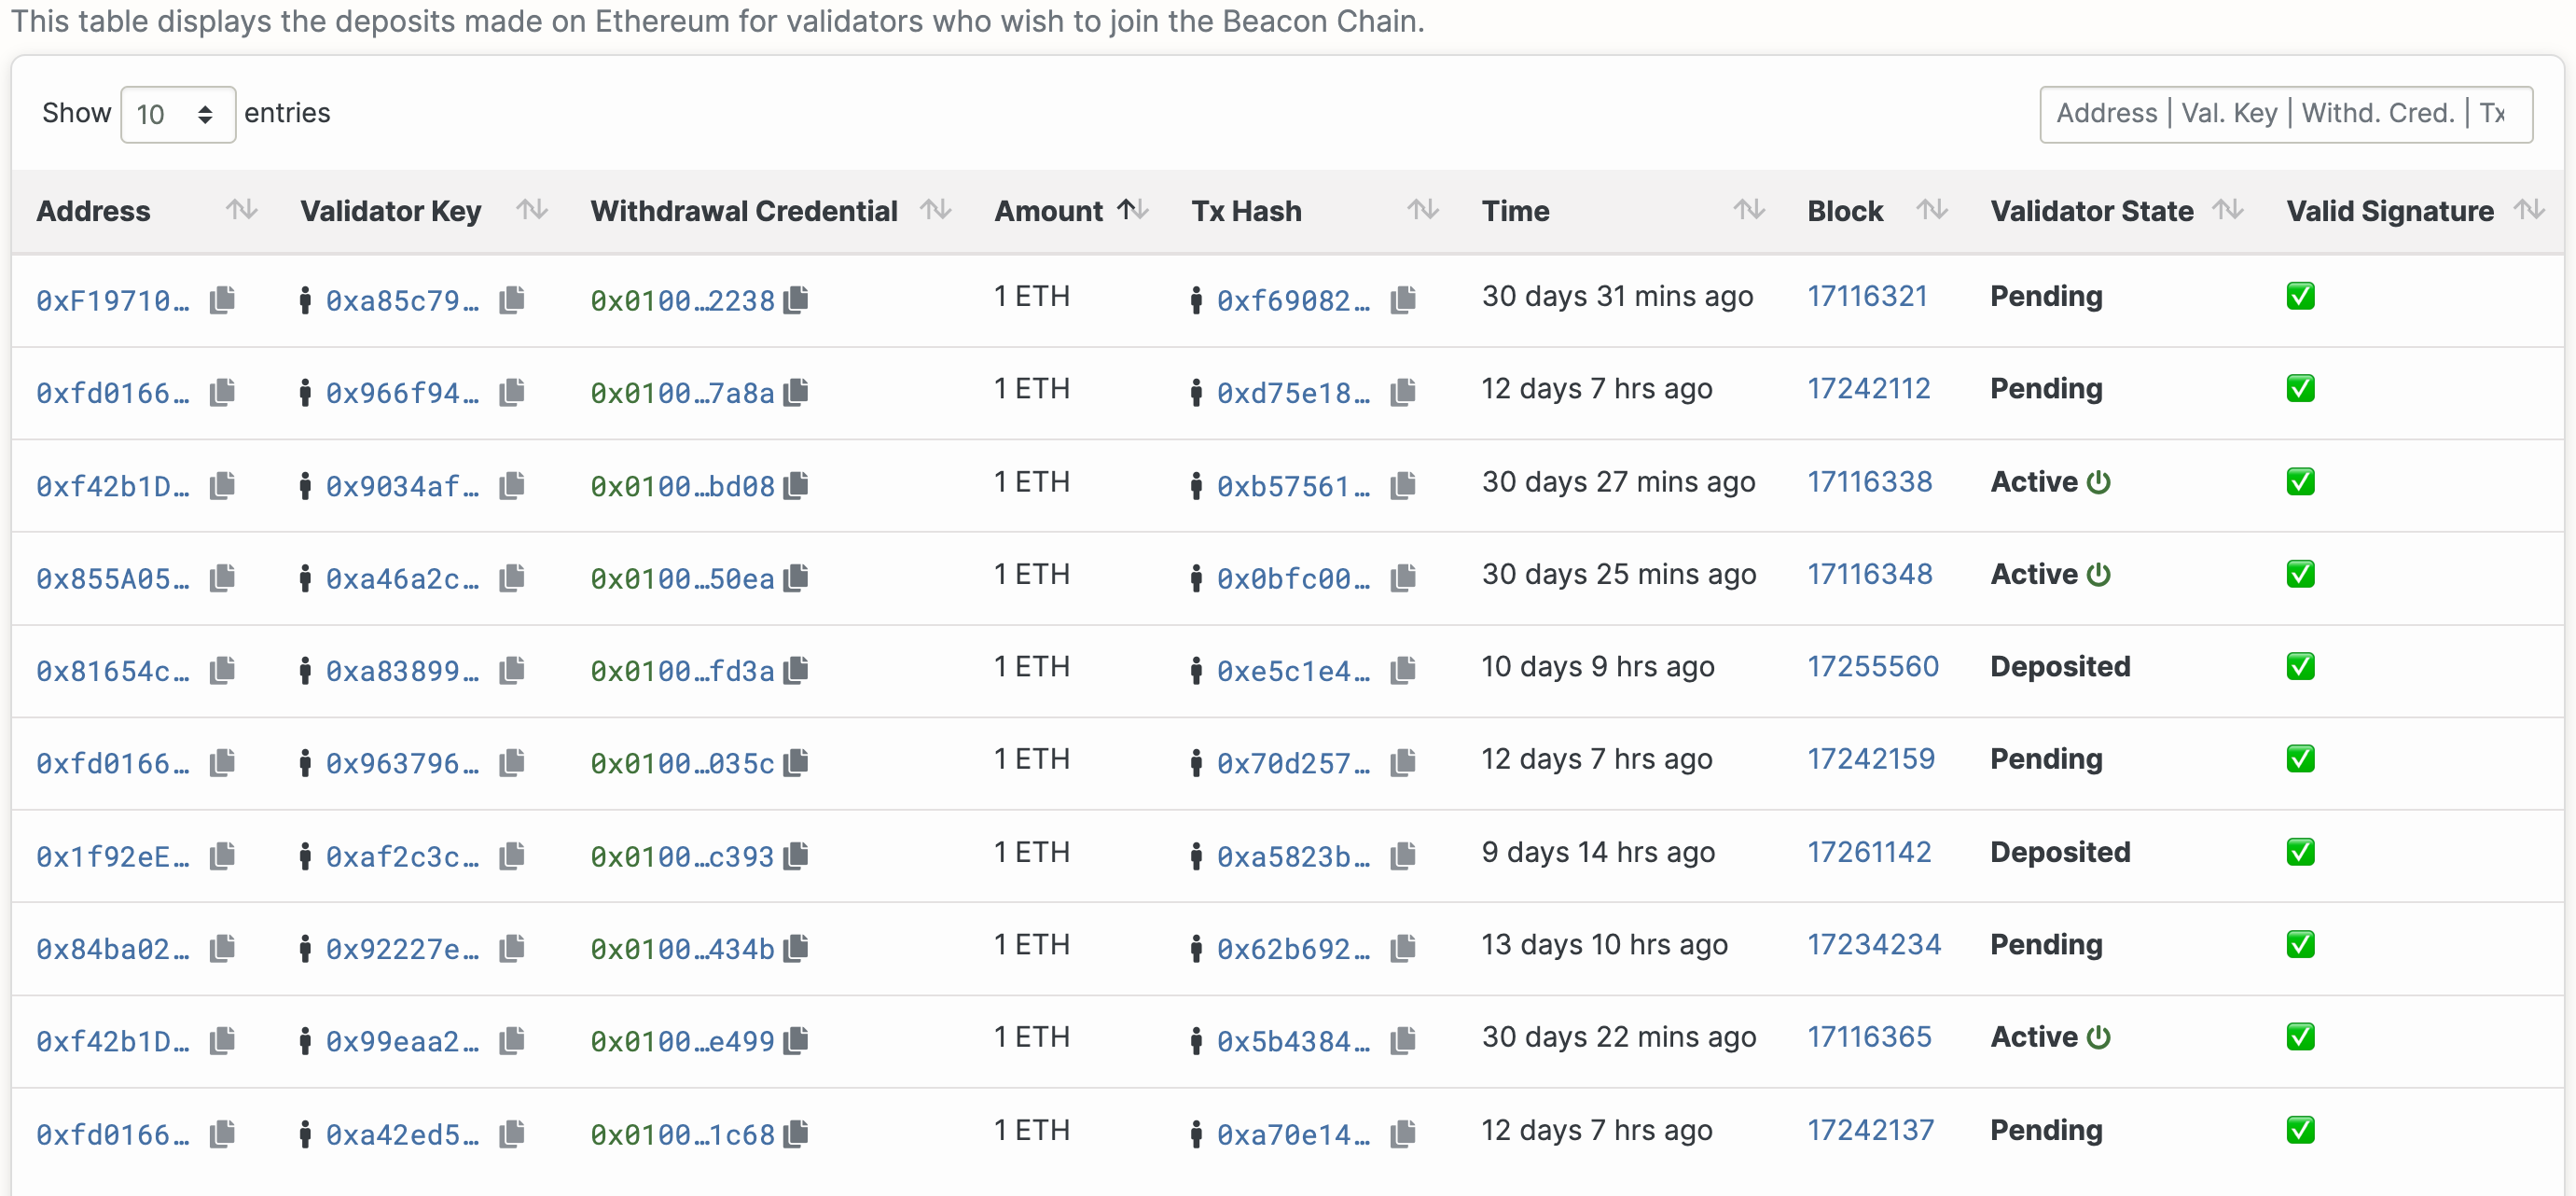 This table displays the deposits made on Ethereum for validators who wish to join the Beacon Chain.
Show 10 entries Address | Val. Key | Withd. Cred. | Tx
Address Validator Key Withdrawal Credential Amount Tx Hash Time Block Validator State Valid Signature
0xF19710… 0xa85c79… 0x0100…2238 1 ETH 0xf69082… 30 days 31 mins ago 17116321 Pending
0xfd0166… 0x966f94… 0x0100…7a8a 1 ETH 0xd75e18… 12 days 7 hrs ago 17242112 Pending
0xf42b1D… 0x9034af… 0x0100…bd08 1 ETH 0xb57561… 30 days 27 mins ago 17116338 Active
0x855A05… 0xa46a2c… 0x0100…50ea 1 ETH 0x0bfc00… 30 days 25 mins ago 17116348 Active
0x81654c… 0xa83899… 0x0100…fd3a 1 ETH 0xe5c1e4… 10 days 9 hrs ago 17255560 Deposited
0xfd0166… 0x963796… 0x0100…035c 1 ETH 0x70d257… 12 days 7 hrs ago 17242159 Pending
0x1f92eE… 0xaf2c3c… 0x0100…c393 1 ETH 0xa5823b… 9 days 14 hrs ago 17261142 Deposited
0x84ba02… 0x92227e… 0x0100…434b 1 ETH 0x62b692… 13 days 10 hrs ago 17234234 Pending
0xf42b1D… 0x99eaa2… 0x0100…e499 1 ETH 0x5b4384… 30 days 22 mins ago 17116365 Active
0xfd0166… 0xa42ed5… 0x0100…1c68 1 ETH 0xa70e14… 12 days 7 hrs ago 17242137 Pending